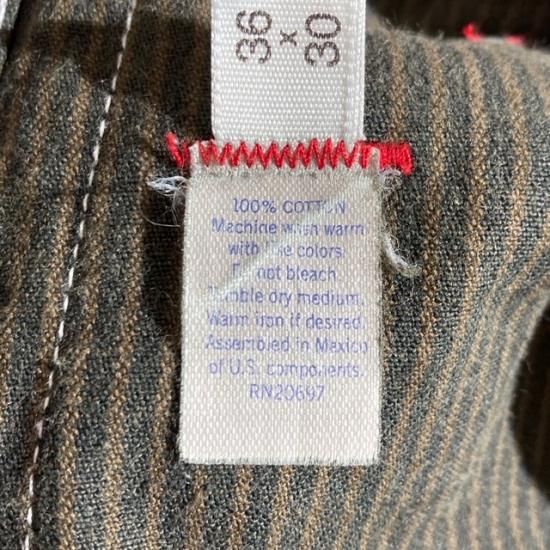 36
x
30
100% COTTON
Machine wash warm
with like colors.
Do not bleach.
Tumble dry medium.
Warm iron if desired.
Assembled in Mexico
of U.S. components.
RN20697